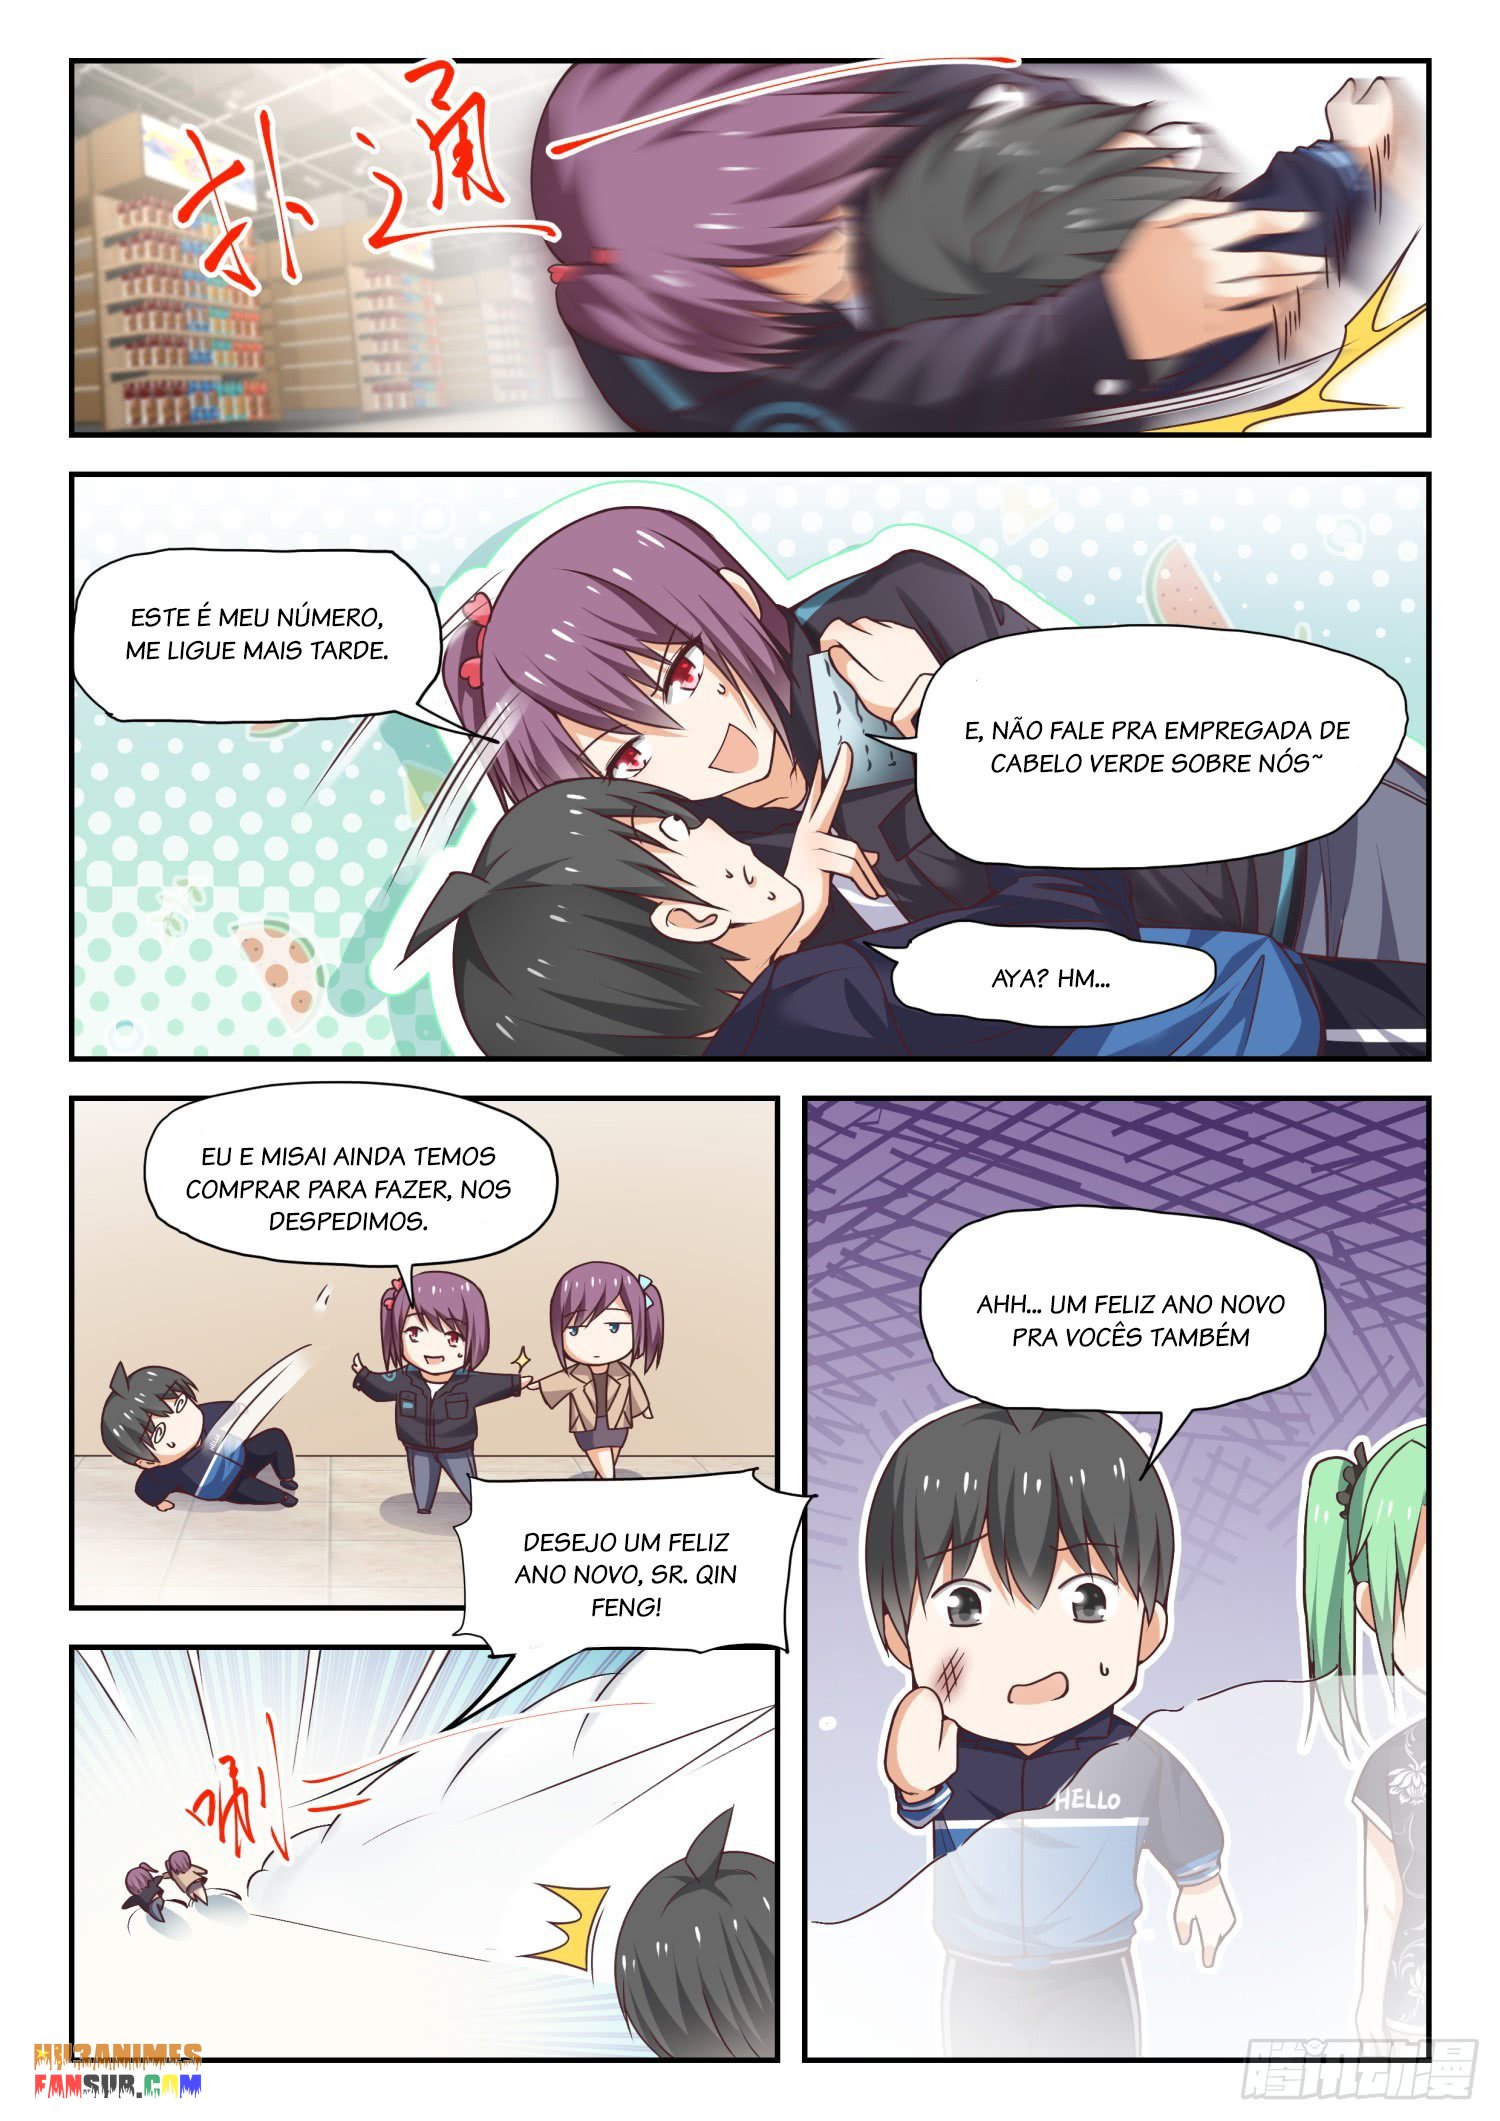 扑通
ESTE É MEU NÚMERO,
ME LIGUE MAIS TARDE.
E, NÃO FALE PRA EMPREGADA DE
CABELO VERDE SOBRE NÓS~
AYA? HM...
EU E MISAI AINDA TEMOS
COMPRAR PARA FAZER, NOS
DESPEDIMOS.
HELLO
DESEJO UM FELIZ
ANO NOVO, SR. QIN
FENG!
唰
AHH... UM FELIZ ANO NOVO
PRA VOCÊS TAMBÉM
HELLO
HU3ANIMES
FANSUB.COM
腾讯动漫